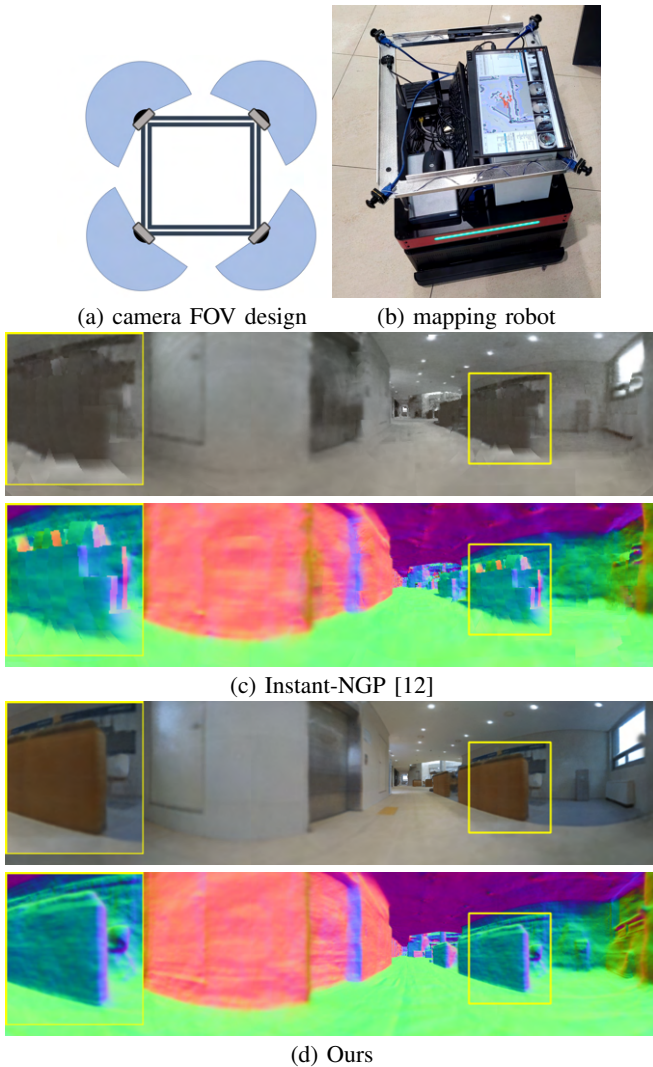 (a) camera FOV design
(b) mapping robot
(c) Instant-NGP [12]
(d) Ours